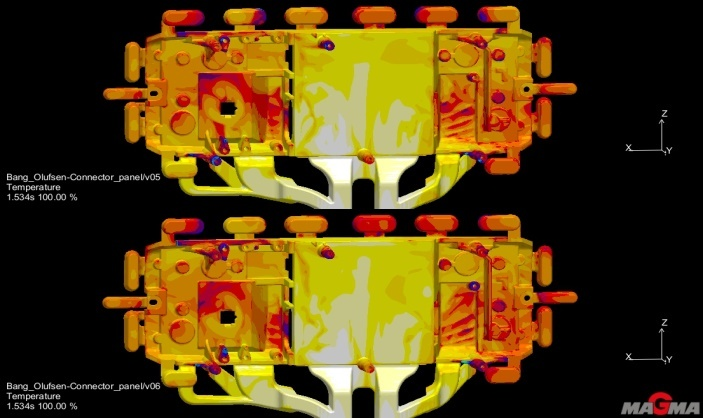 Z
X
Y
Bang_Olufsen-Connector_panel/v05
Temperature
1.534s 100.00 %
Z
X
Y
Bang_Olufsen-Connector_panel/v06
Temperature
1.534s 100.00 %
MAGMA